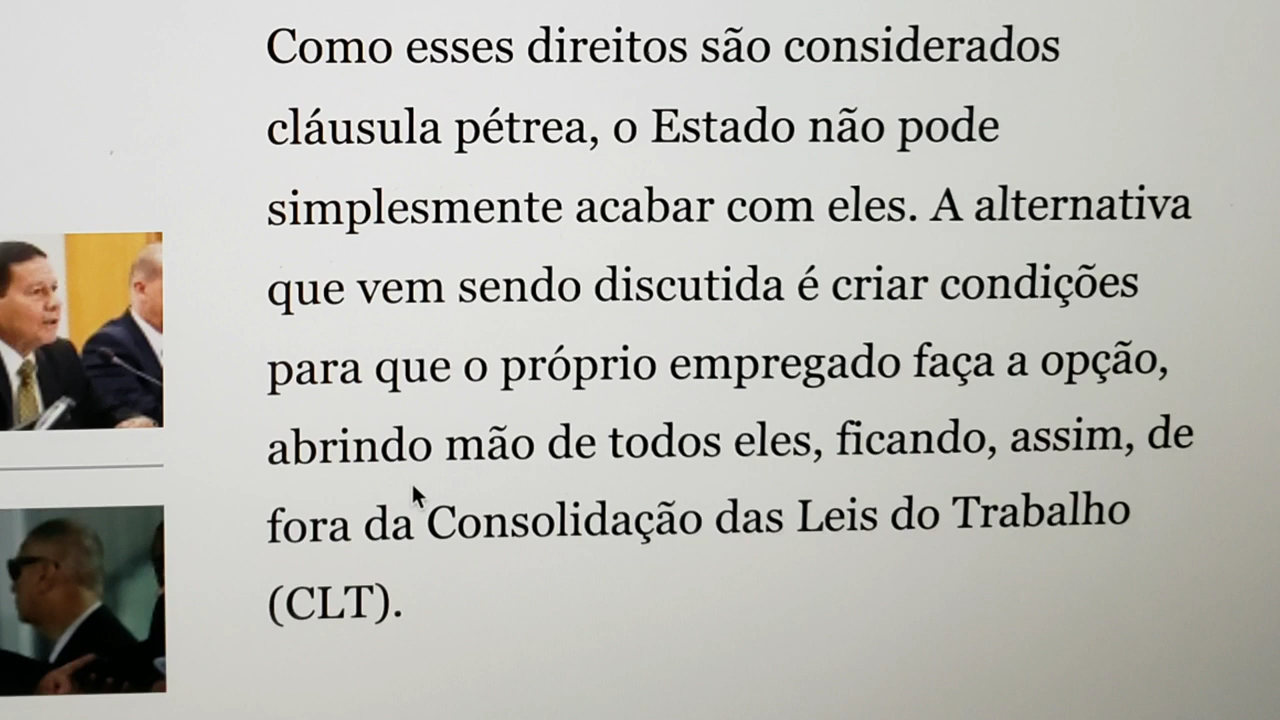 Como esses direitos são considerados
cláusula pétrea, o Estado não pode
simplesmente acabar com eles. A alternativa
que vem sendo discutida é criar condições
para que o próprio empregado faça a opção,
abrindo mão de todos eles, ficando, assim, de
fora da Consolidação das Leis do Trabalho
(CLT).